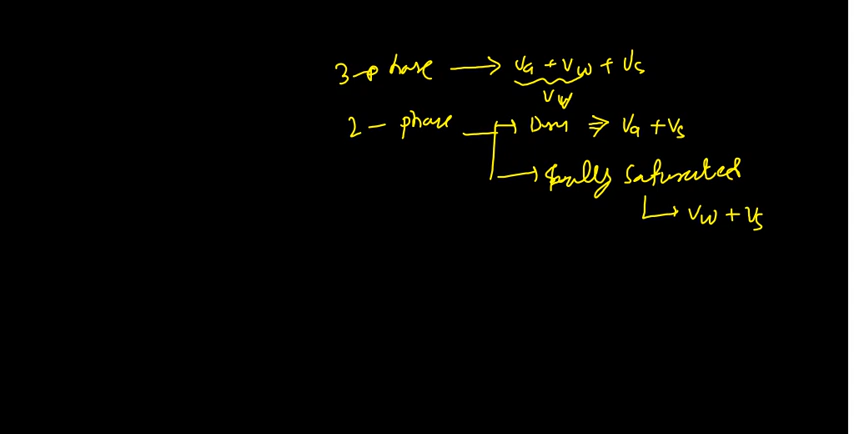 3-phase → Va + Vw + Vs
Vv
2 - phase → Dry ⇒ Va + Vs
→ fully saturated
→ Vw + Vs